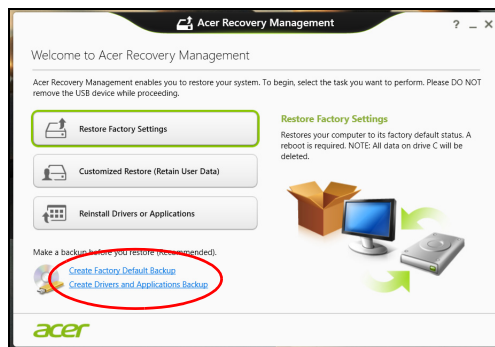 Acer Recovery Management
? _ X
Welcome to Acer Recovery Management
Acer Recovery Management enables you to restore your system. To begin, select the task you want to perform. Please DO NOT
remove the USB device while proceeding.
Restore Factory Settings
Customized Restore (Retain User Data)
Reinstall Drivers or Applications
Restore Factory Settings
Restores your computer to its factory default status. A
reboot is required. NOTE: All data on drive C will be
deleted.
Make a backup before you restore (Recommended).
Create Factory Default Backup
Create Drivers and Applications Backup
acer